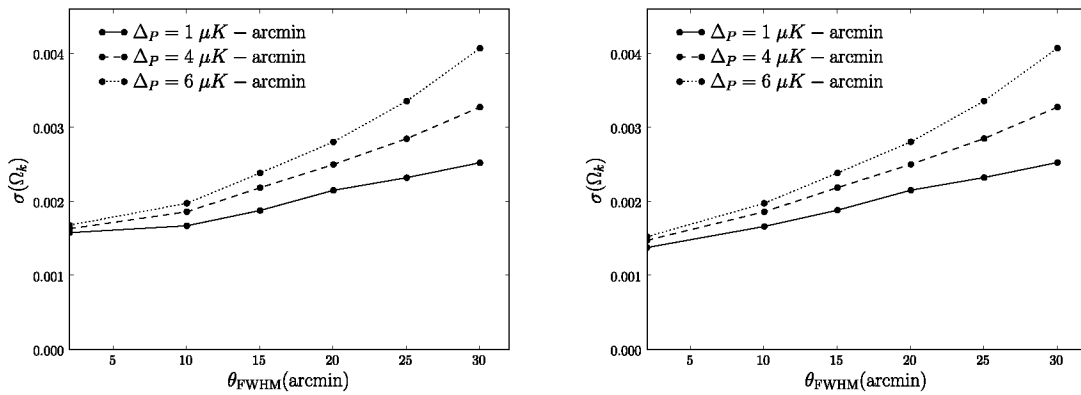 0.004
0.003
0.002
0.001
0.000
σ(Ω_k)
Δ_P = 1 μK − arcmin
Δ_P = 4 μK − arcmin
Δ_P = 6 μK − arcmin
5 10 15 20 25 30
θ_FWHM(arcmin)
0.004
0.003
0.002
0.001
0.000
σ(Ω_k)
Δ_P = 1 μK − arcmin
Δ_P = 4 μK − arcmin
Δ_P = 6 μK − arcmin
5 10 15 20 25 30
θ_FWHM(arcmin)